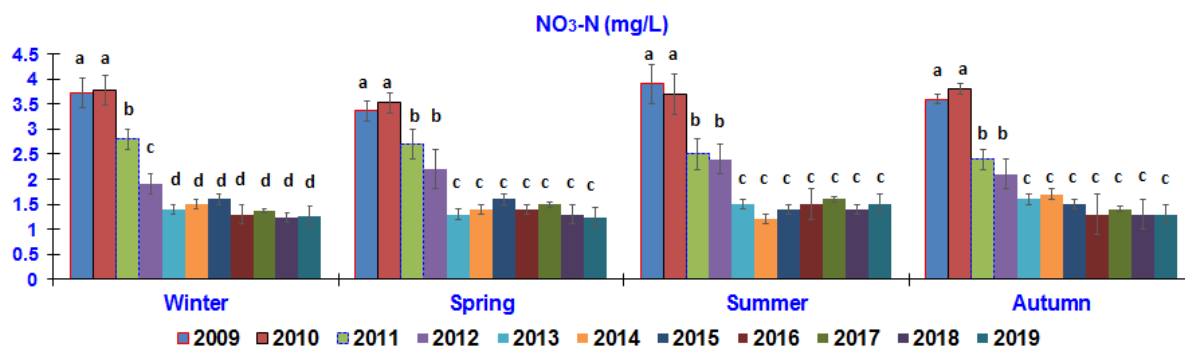 NO3-N (mg/L)
4.5
4
3.5
3
2.5
2
1.5
1
0.5
0
a a b c d d d d d d d
a a b b c c c c c c c
a a b b c c c c c c c
a a b b c c c c c c c
Winter Spring Summer Autumn
2009 2010 2011 2012 2013 2014 2015 2016 2017 2018 2019